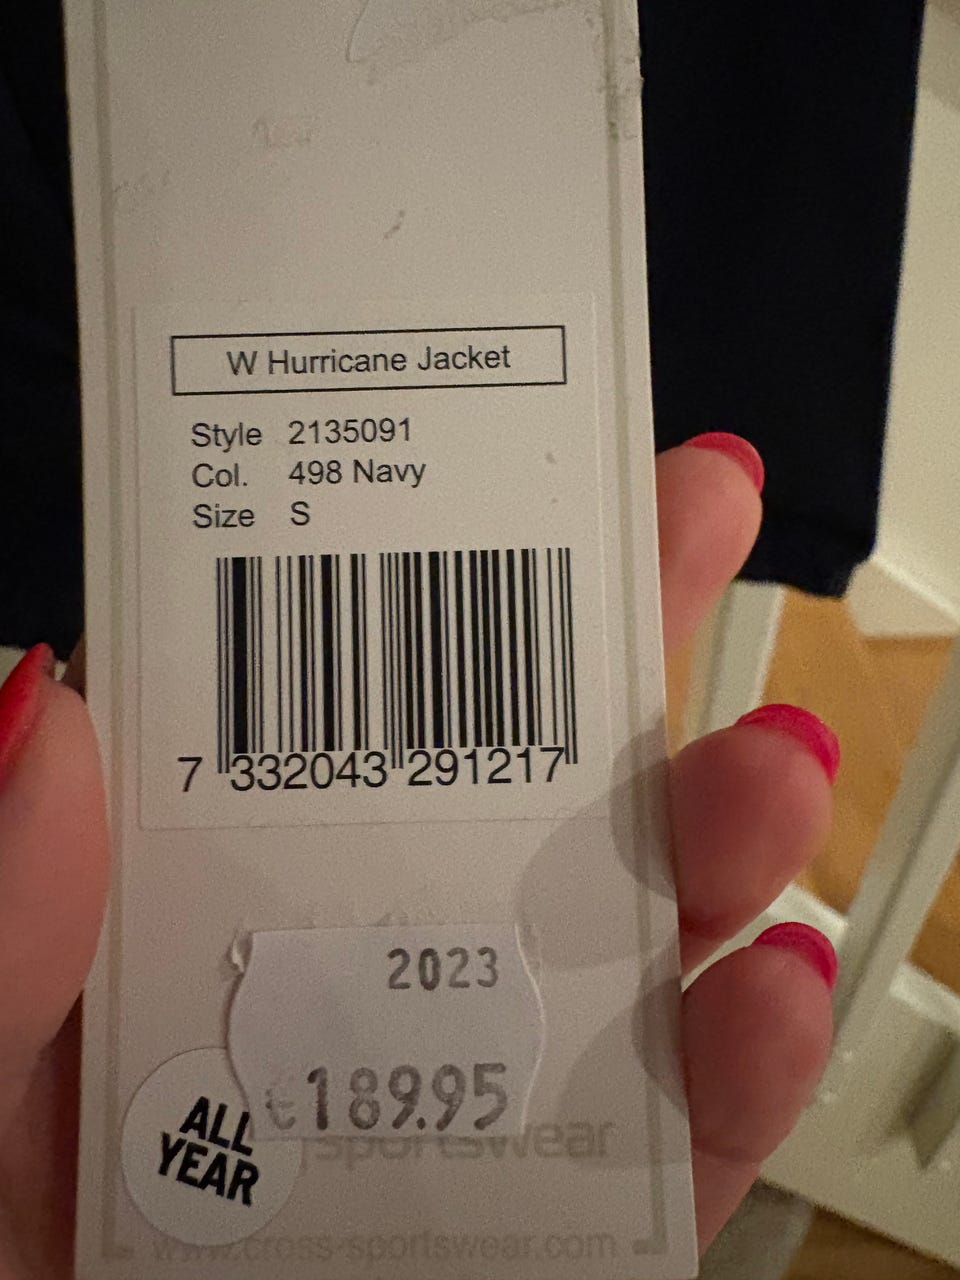 W Hurricane Jacket
Style 2135091
Col. 498 Navy
Size S
7 332043 291217
2023
€189.95
ALL
YEAR
sportswear
www.cross-sportswear.com